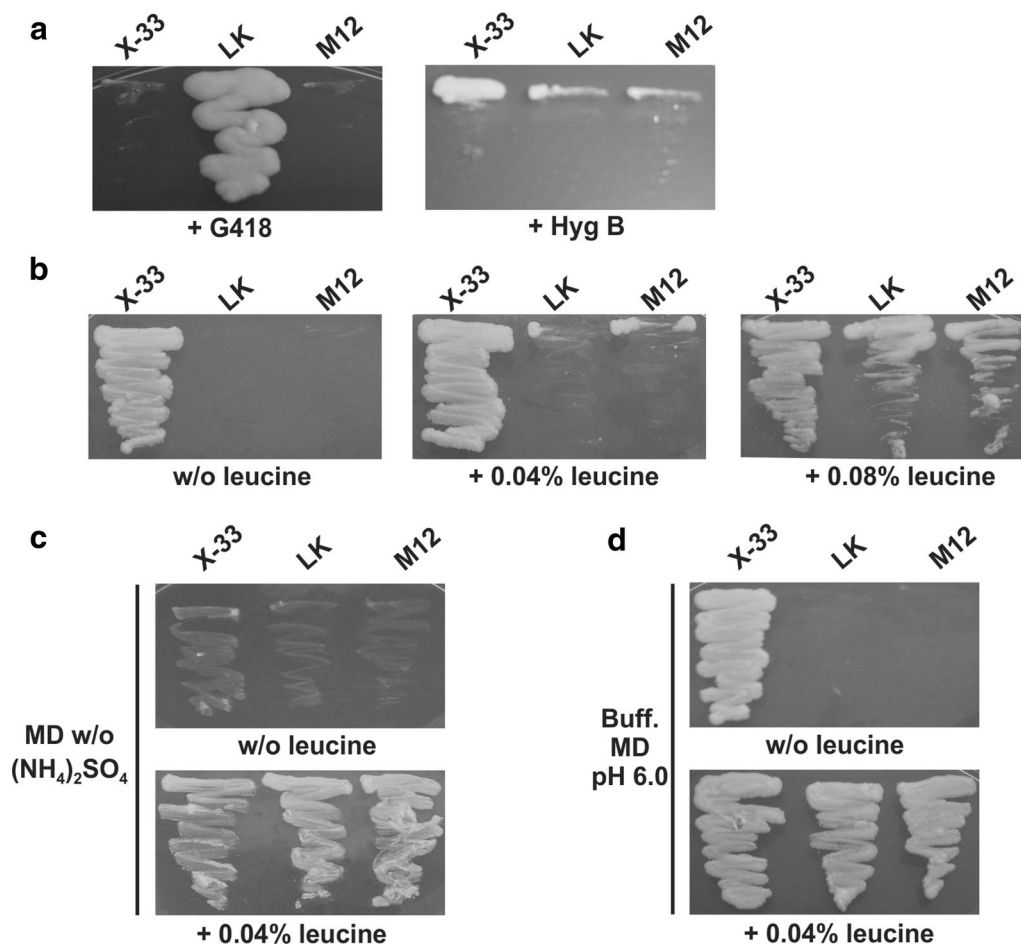 a
X-33 LK M12 X-33 LK M12
+ G418 + Hyg B
b
X-33 LK M12 X-33 LK M12 X-33 LK M12
w/o leucine + 0.04% leucine + 0.08% leucine
c
X-33 LK M12
MD w/o
(NH₄)₂SO₄
w/o leucine
+ 0.04% leucine
d
X-33 LK M12
Buff.
MD
pH 6.0
w/o leucine
+ 0.04% leucine